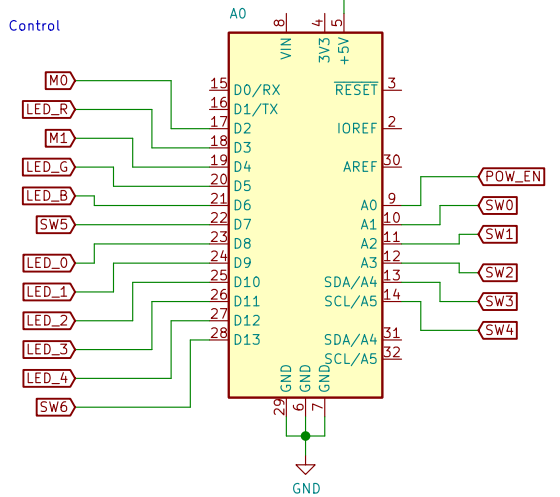 A0
Control
8
4
5
VIN
3V3
+5V
M0
15
D0/RX
RESET
3
LED_R
16
D1/TX
M1
17
D2
IOREF
2
18
D3
LED_G
19
D4
AREF
30
20
D5
POW_EN
LED_B
21
D6
A0
9
SW0
SW5
22
D7
A1
10
SW1
23
D8
A2
11
LED_0
24
D9
A3
12
SW2
LED_1
25
D10
SDA/A4
13
SW3
LED_2
26
D11
SCL/A5
14
SW4
LED_3
27
D12
28
D13
SDA/A4
31
LED_4
SCL/A5
32
SW6
GND
GND
GND
29
6
7
GND